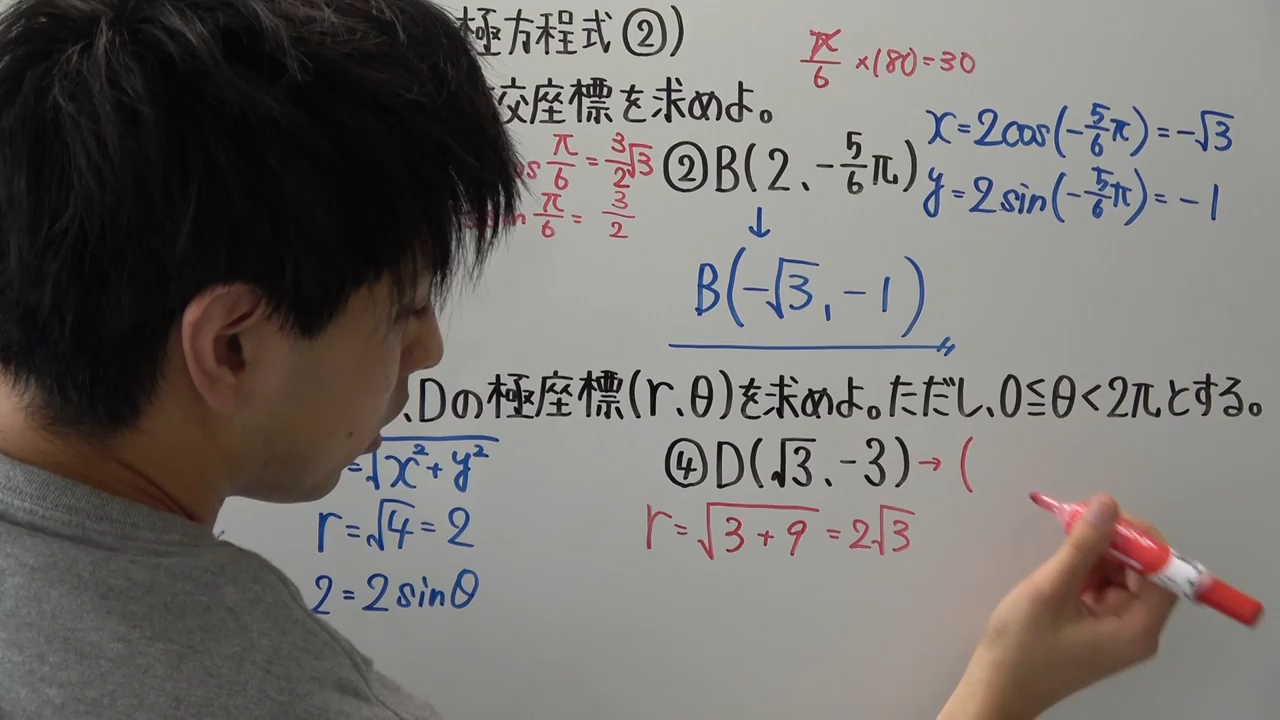 極方程式②)
π/6 ×180=30
交座標を求めよ。
os π/6 = 3/2 √3
π/6 = 3/2
②B(2、-5/6π)
x=2cos(-5/6π)=-√3
y=2sin(-5/6π)=-1
↓
B(-√3, -1)
、Dの極座標(r、θ)を求めよ。ただし、0≦θ<2πとする。
=√x²+y²
r=√4=2
2=2sinθ
④D(√3、-3)→(
r=√3+9=2√3